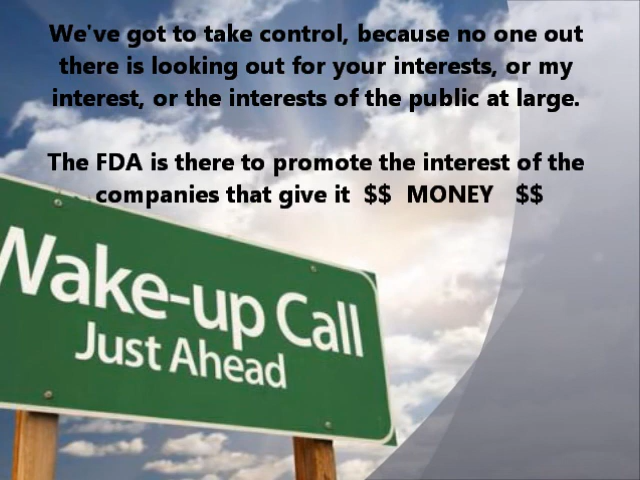 We've got to take control, because no one out
there is looking out for your interests, or my
interest, or the interests of the public at large.
The FDA is there to promote the interest of the
companies that give it $$ MONEY $$
Wake-up Call
Just Ahead